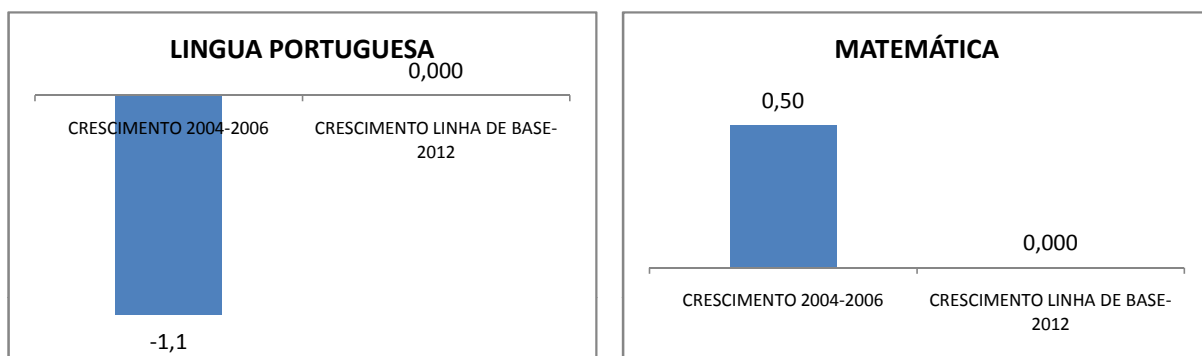 LINGUA PORTUGUESA
0,000
CRESCIMENTO 2004-2006
CRESCIMENTO LINHA DE BASE-
2012
-1,1
MATEMÁTICA
0,50
0,000
CRESCIMENTO 2004-2006
CRESCIMENTO LINHA DE BASE-
2012